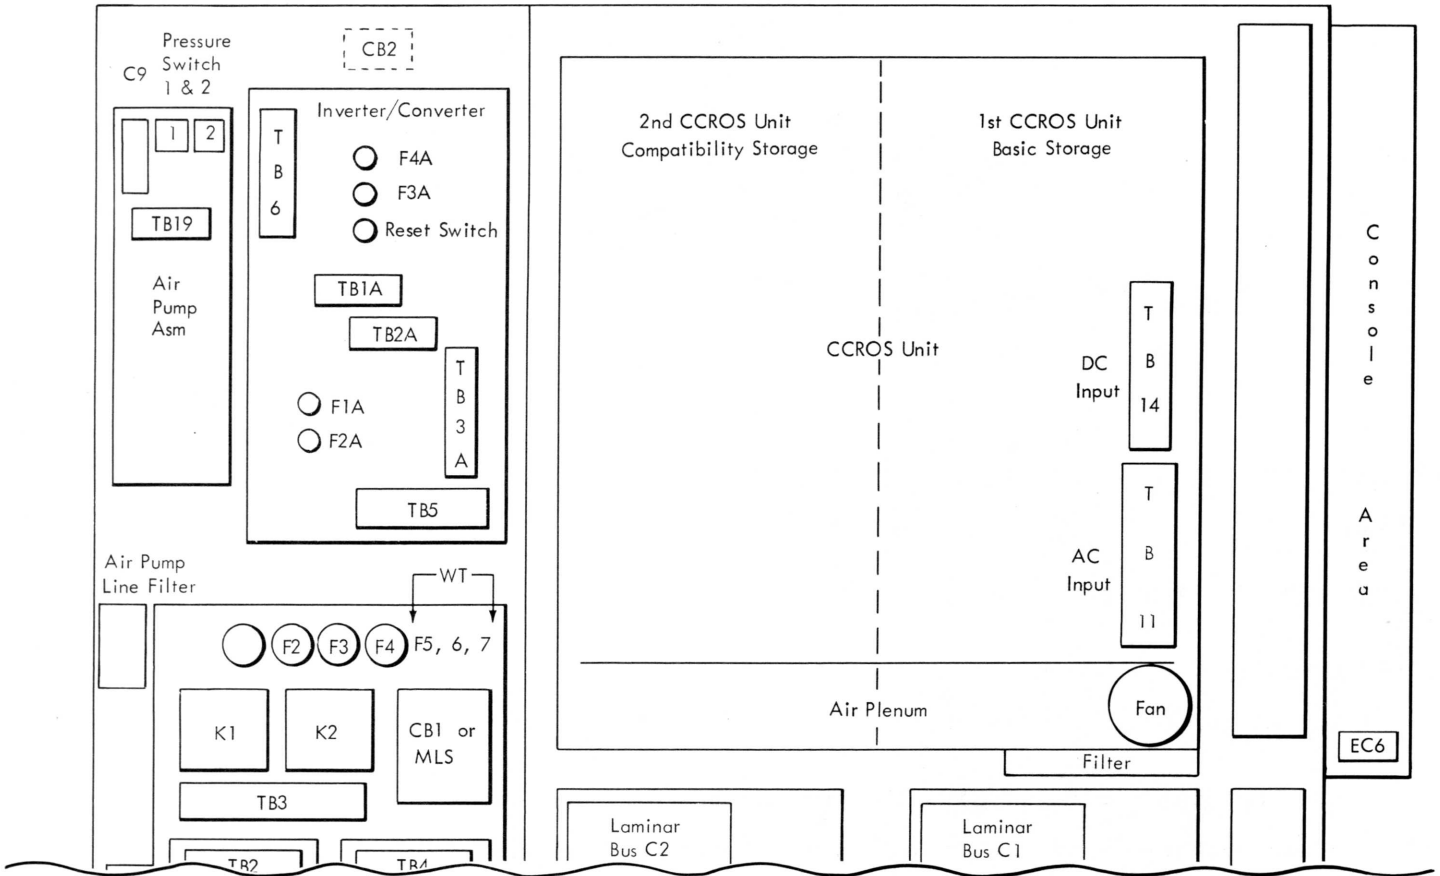 Pressure
Switch
1 & 2
C9
CB2
1
2
TB19
Air
Pump
Asm
Inverter/Converter
T
B
6
F4A
F3A
Reset Switch
TB1A
TB2A
T
B
3
A
F1A
F2A
TB5
Air Pump
Line Filter
WT
F2
F3
F4
F5, 6, 7
K1
K2
CB1 or
MLS
TB3
TB2
TB4
2nd CCROS Unit
Compatibility Storage
1st CCROS Unit
Basic Storage
CCROS Unit
DC
Input
T
B
14
AC
Input
T
B
11
Air Plenum
Fan
Filter
Laminar
Bus C2
Laminar
Bus C1
C
o
n
s
o
l
e
A
r
e
a
EC6